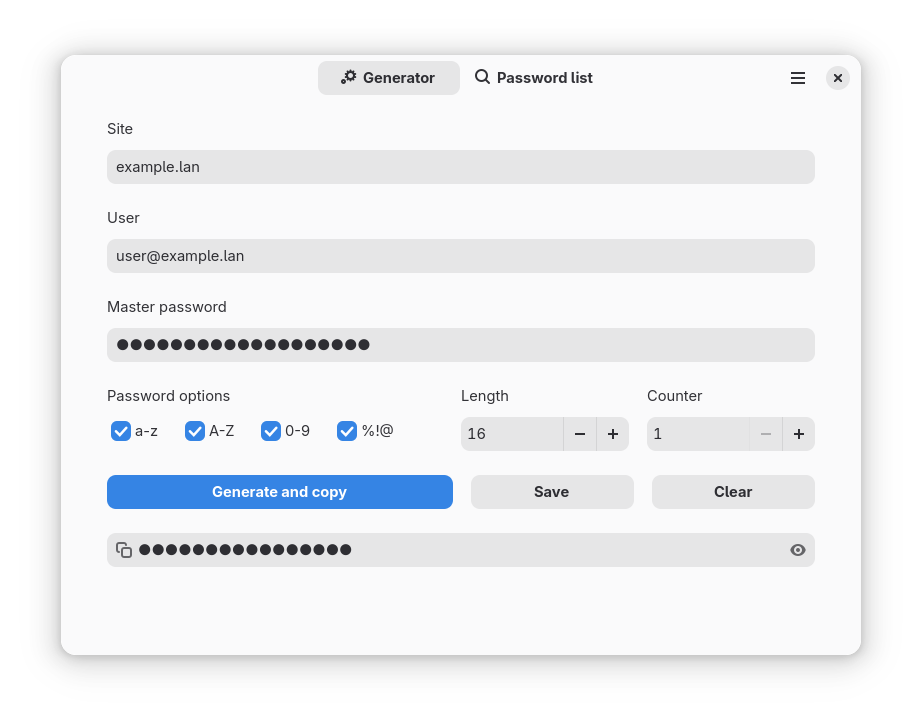 Generator Password list
Site
example.lan
User
user@example.lan
Master password
●●●●●●●●●●●●●●●●●●●
Password options Length Counter
a-z A-Z 0-9 %!@ 16 − + 1 − +
Generate and copy Save Clear
●●●●●●●●●●●●●●●●